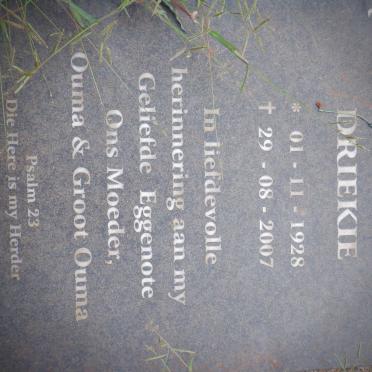 DRIEKIE
* 01 - 11 - 1928
† 29 - 08 - 2007
In liefdevolle
herinnering aan my
Geliefde Eggenote
Ons Moeder,
Ouma & Groot Ouma
Psalm 23
Die Here is my Herder